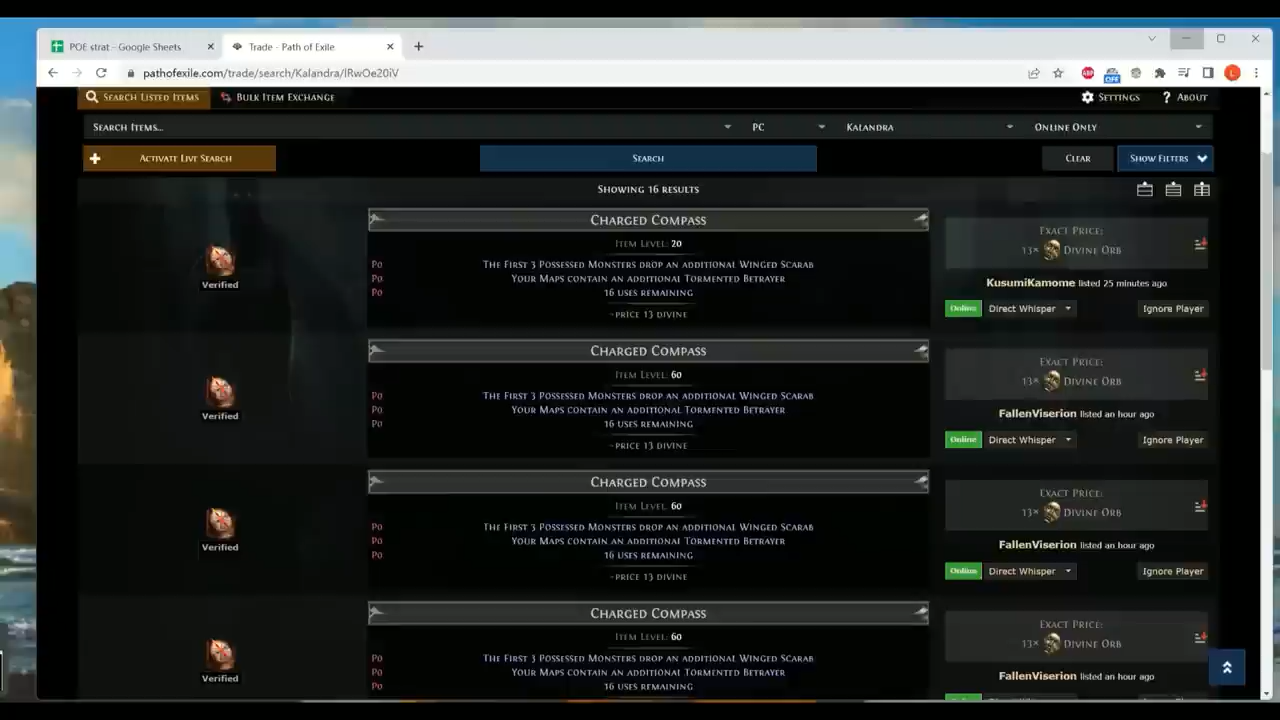 POE strat - Google Sheets
Trade - Path of Exile
pathofexile.com/trade/search/Kalandra/lRwOe20iV
ABP
OFF
L
Search Listed Items
Bulk Item Exchange
Settings
? About
Search Items...
PC
Kalandra
Online Only
Activate Live Search
Search
Clear
Show Filters
Showing 16 results
Charged Compass
Item Level: 20
Po The First 3 Possessed Monsters drop an additional Winged Scarab
Po Your Maps contain an additional Tormented Betrayer
Po 16 uses remaining
~price 13 divine
Verified
Exact Price:
13× Divine Orb
KusumiKamome listed 25 minutes ago
Online Direct Whisper Ignore Player
Charged Compass
Item Level: 60
Po The First 3 Possessed Monsters drop an additional Winged Scarab
Po Your Maps contain an additional Tormented Betrayer
Po 16 uses remaining
~price 13 divine
Verified
Exact Price:
13× Divine Orb
FallenViserion listed an hour ago
Online Direct Whisper Ignore Player
Charged Compass
Item Level: 60
Po The First 3 Possessed Monsters drop an additional Winged Scarab
Po Your Maps contain an additional Tormented Betrayer
Po 16 uses remaining
~price 13 divine
Verified
Exact Price:
13× Divine Orb
FallenViserion listed an hour ago
Online Direct Whisper Ignore Player
Charged Compass
Item Level: 60
Po The First 3 Possessed Monsters drop an additional Winged Scarab
Po Your Maps contain an additional Tormented Betrayer
Po 16 uses remaining
Verified
Exact Price:
13× Divine Orb
FallenViserion listed an hour ago